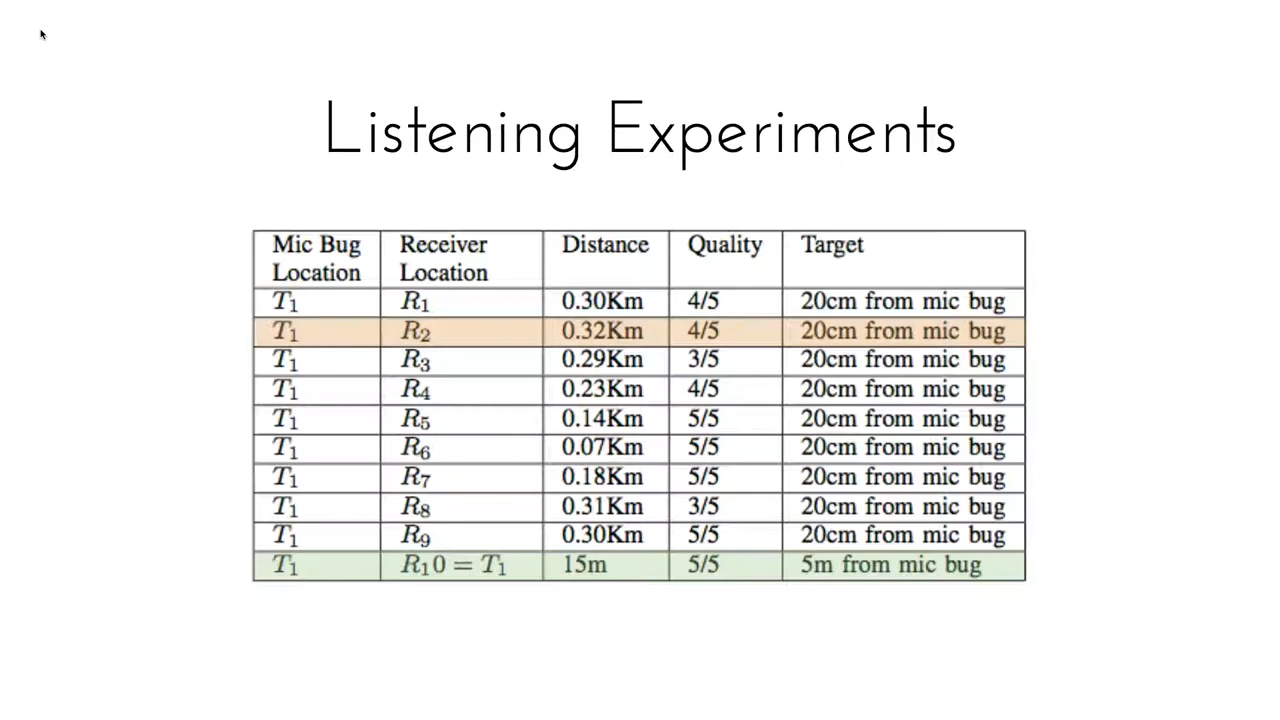 Listening Experiments
Mic Bug Location Receiver Location Distance Quality Target
T1 R1 0.30Km 4/5 20cm from mic bug
T1 R2 0.32Km 4/5 20cm from mic bug
T1 R3 0.29Km 3/5 20cm from mic bug
T1 R4 0.23Km 4/5 20cm from mic bug
T1 R5 0.14Km 5/5 20cm from mic bug
T1 R6 0.07Km 5/5 20cm from mic bug
T1 R7 0.18Km 5/5 20cm from mic bug
T1 R8 0.31Km 3/5 20cm from mic bug
T1 R9 0.30Km 5/5 20cm from mic bug
T1 R10 = T1 15m 5/5 5m from mic bug